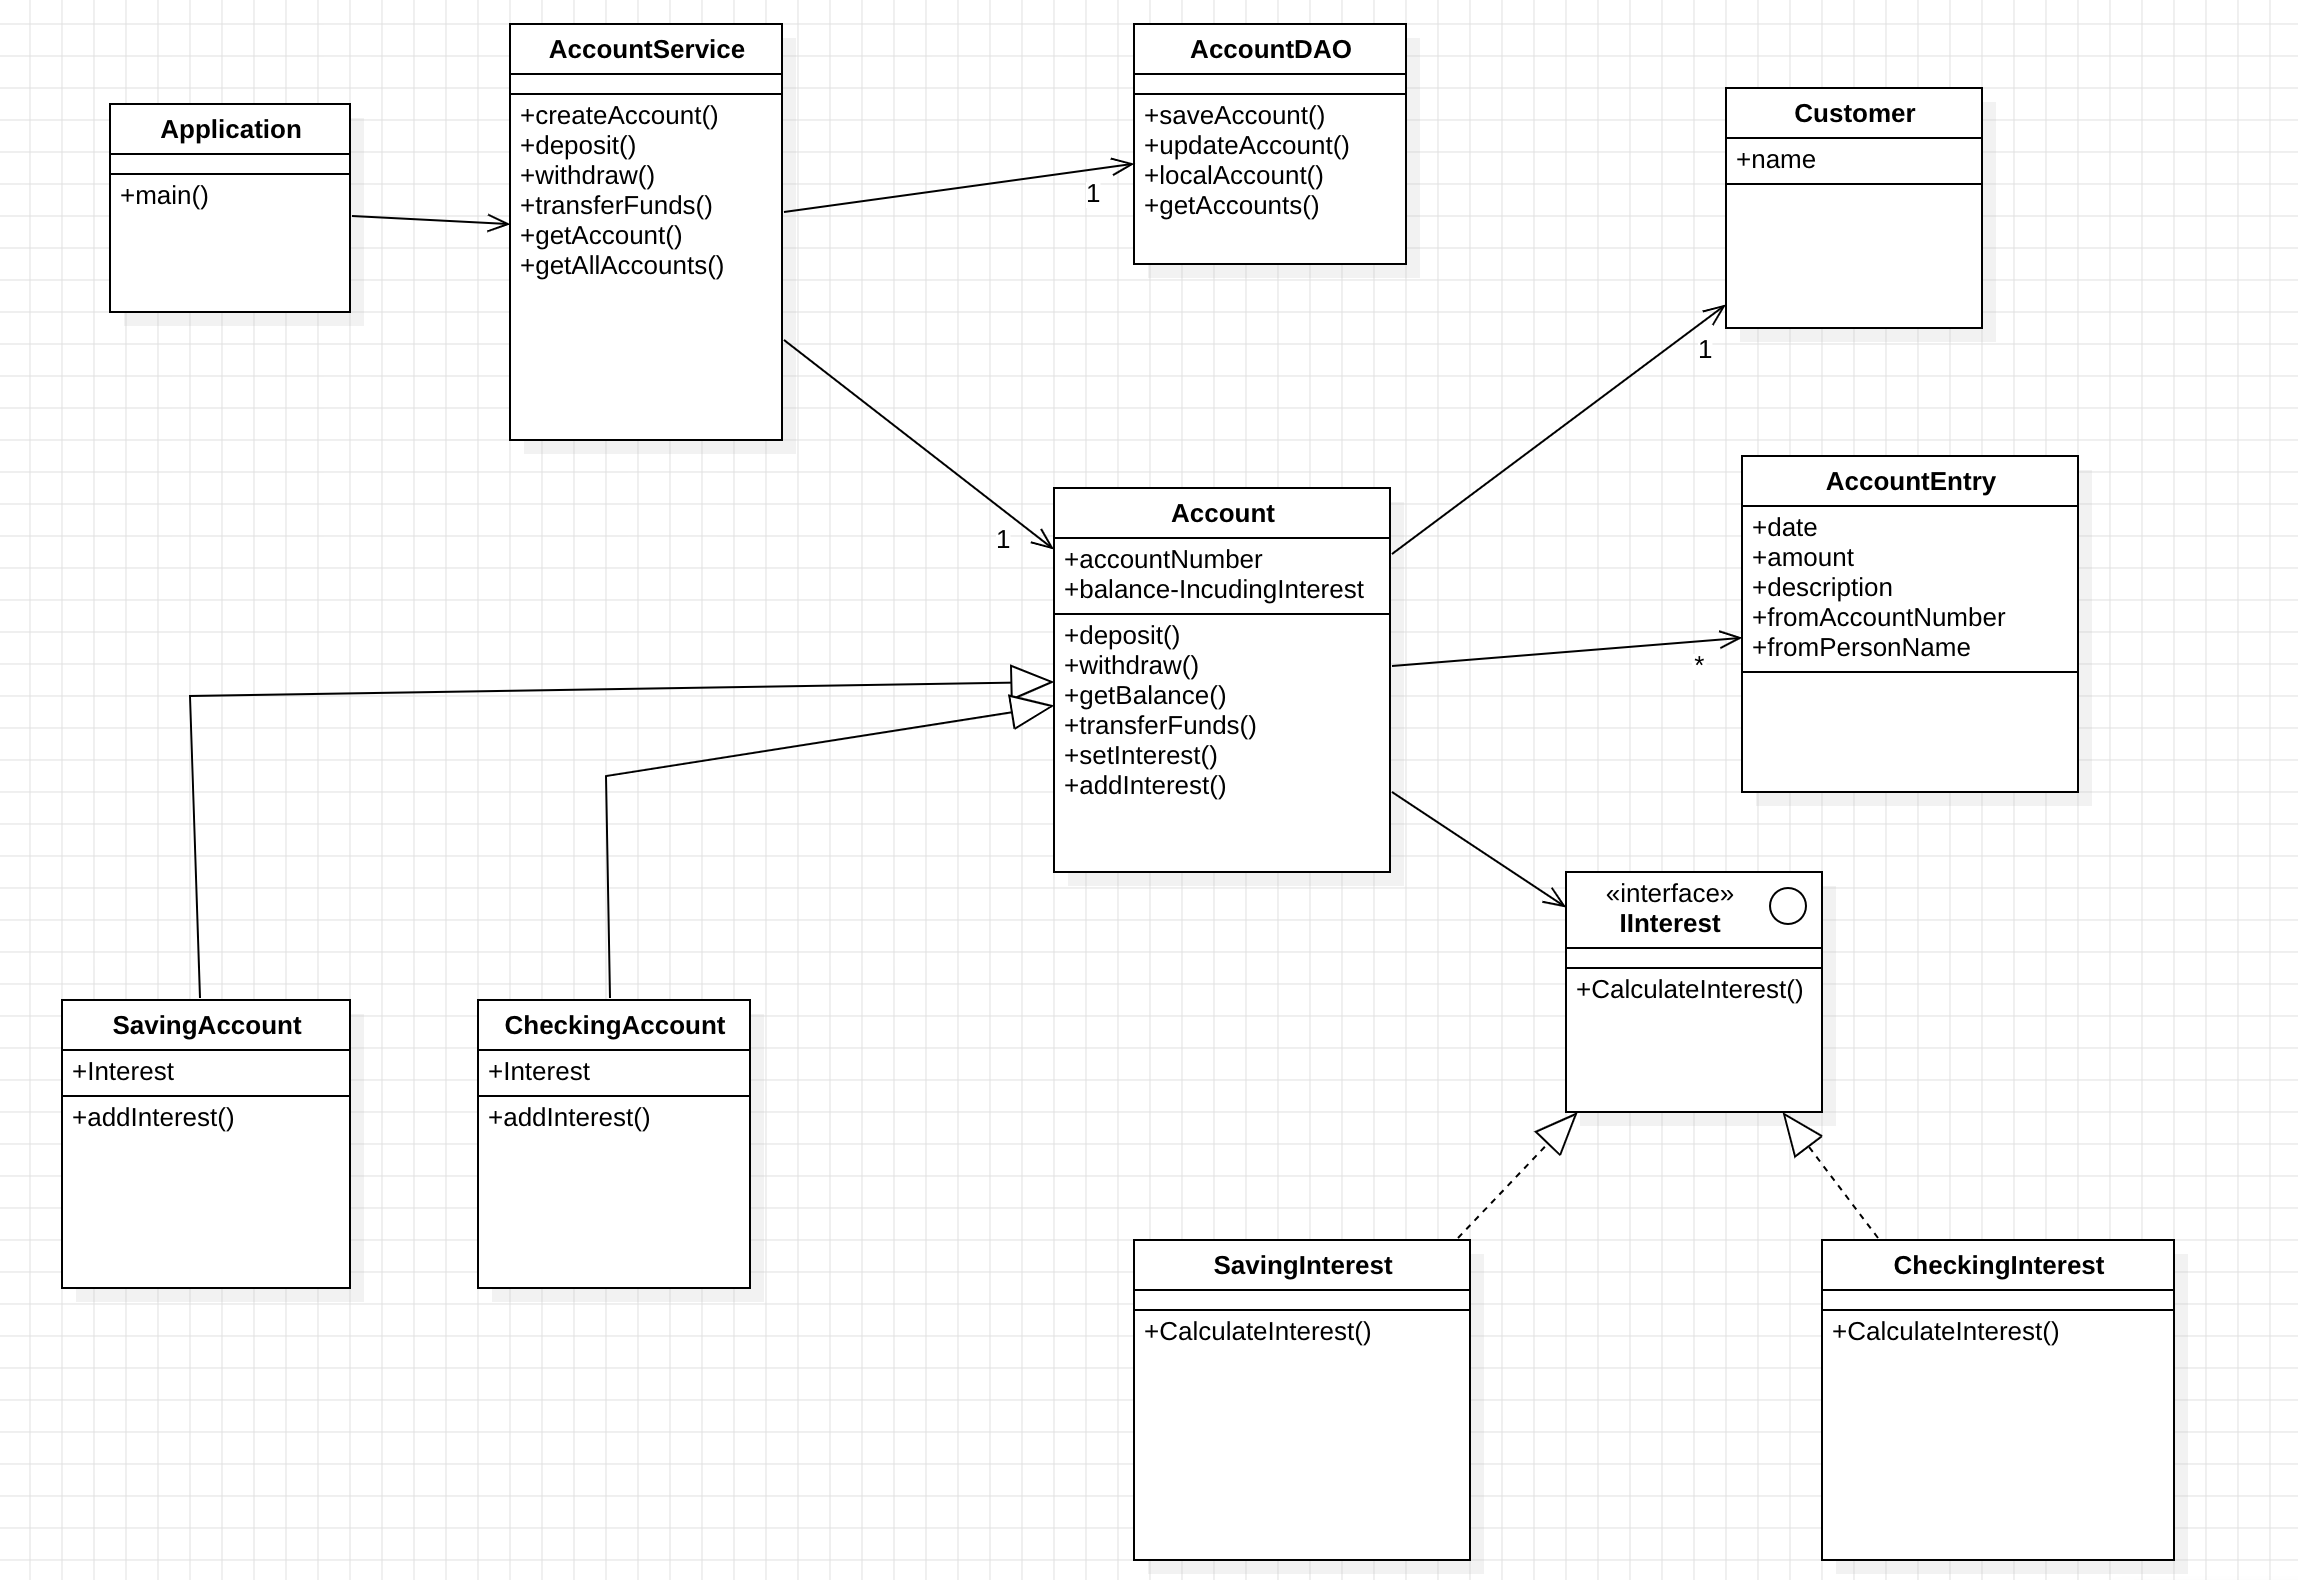 AccountService
+createAccount()
+deposit()
+withdraw()
+transferFunds()
+getAccount()
+getAllAccounts()
AccountDAO
+saveAccount()
+updateAccount()
+localAccount()
+getAccounts()
1
Application
+main()
Customer
+name
1
Account
+accountNumber
+balance-IncudingInterest
+deposit()
+withdraw()
+getBalance()
+transferFunds()
+setInterest()
+addInterest()
1
AccountEntry
+date
+amount
+description
+fromAccountNumber
+fromPersonName
*
«interface»
IInterest
+CalculateInterest()
SavingAccount
+Interest
+addInterest()
CheckingAccount
+Interest
+addInterest()
SavingInterest
+CalculateInterest()
CheckingInterest
+CalculateInterest()